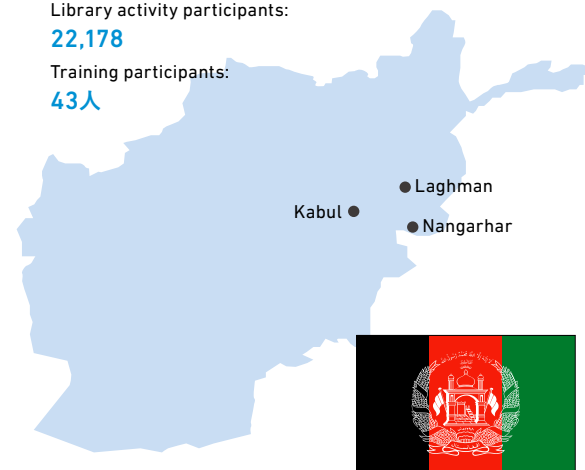 Library activity participants:
22,178
Training participants:
43人
Laghman
Kabul
Nangarhar